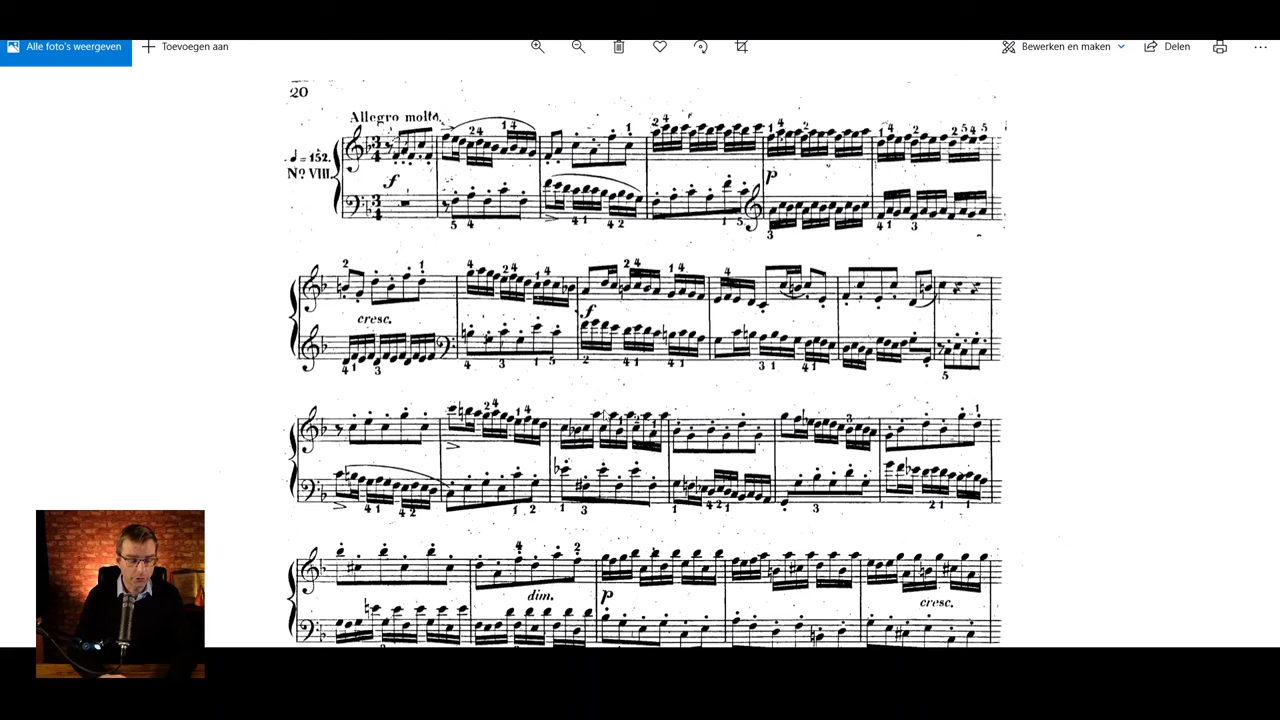 Alle foto's weergeven
Toevoegen aan
Bewerken en maken
Delen
20
Allegro molto.
♩ = 152.
Nº VIII.
f
p
cresc.
f
dim.
p
cresc.